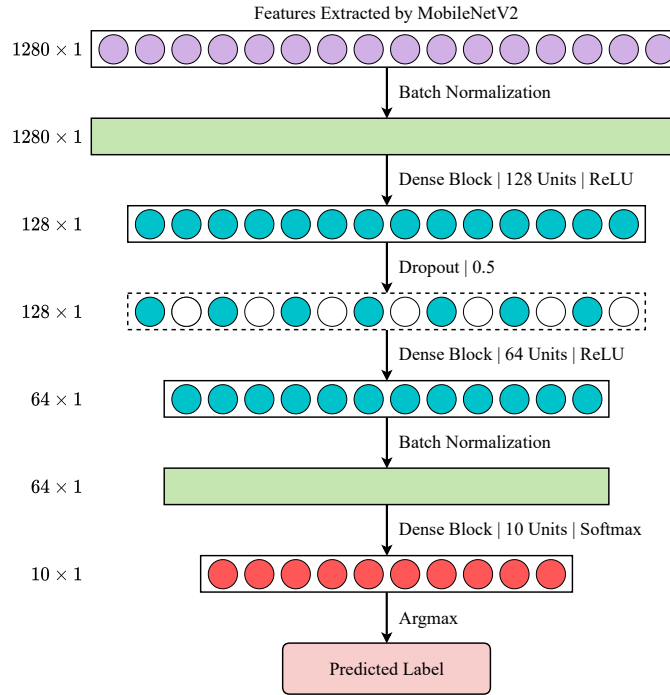 Features Extracted by MobileNetV2
1280 × 1
Batch Normalization
1280 × 1
Dense Block | 128 Units | ReLU
128 × 1
Dropout | 0.5
128 × 1
Dense Block | 64 Units | ReLU
64 × 1
Batch Normalization
64 × 1
Dense Block | 10 Units | Softmax
10 × 1
Argmax
Predicted Label